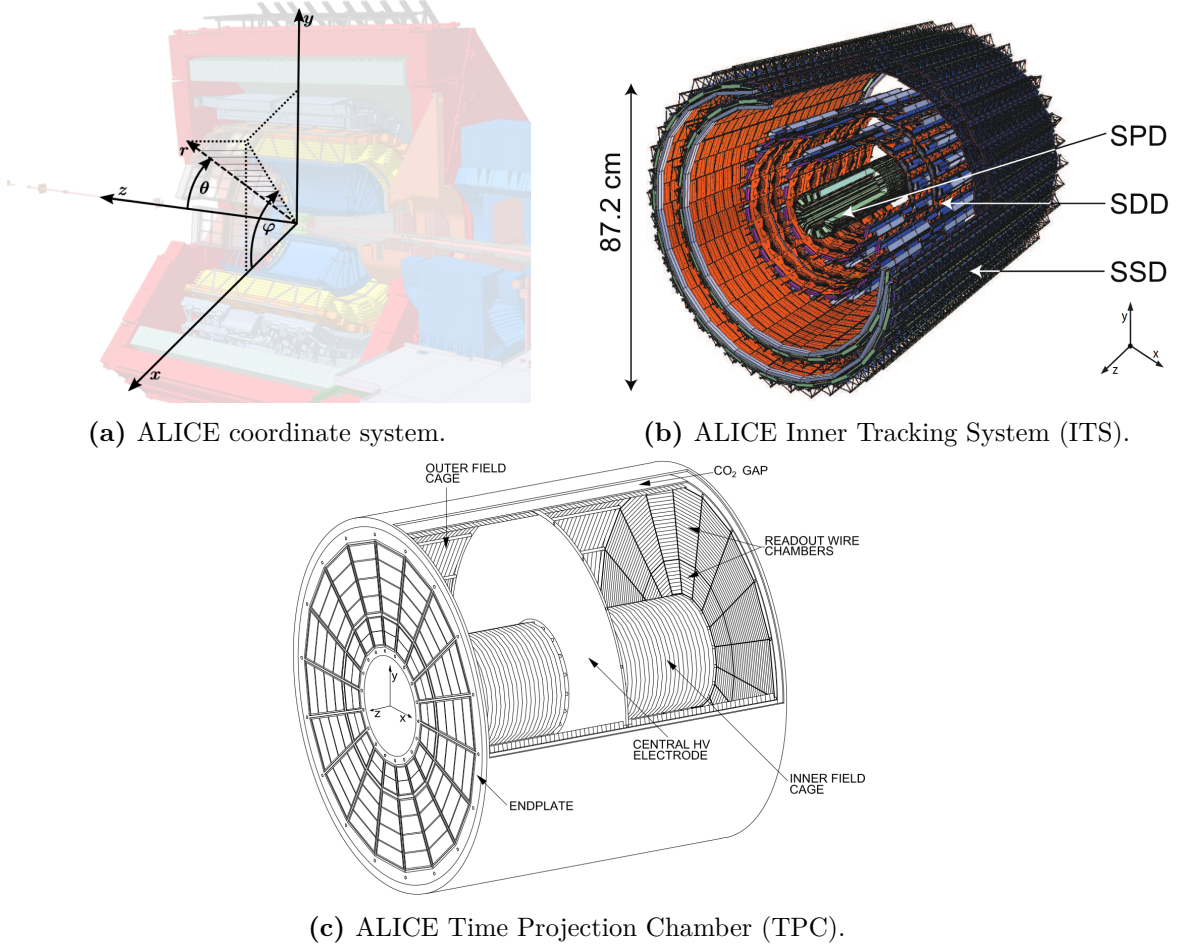 y
r
θ
z
φ
x
(a) ALICE coordinate system.
87.2 cm
SPD
SDD
SSD
y
x
z
(b) ALICE Inner Tracking System (ITS).
OUTER FIELD
CAGE
CO₂ GAP
READOUT WIRE
CHAMBERS
y
z
x
CENTRAL HV
ELECTRODE
INNER FIELD
CAGE
ENDPLATE
(c) ALICE Time Projection Chamber (TPC).